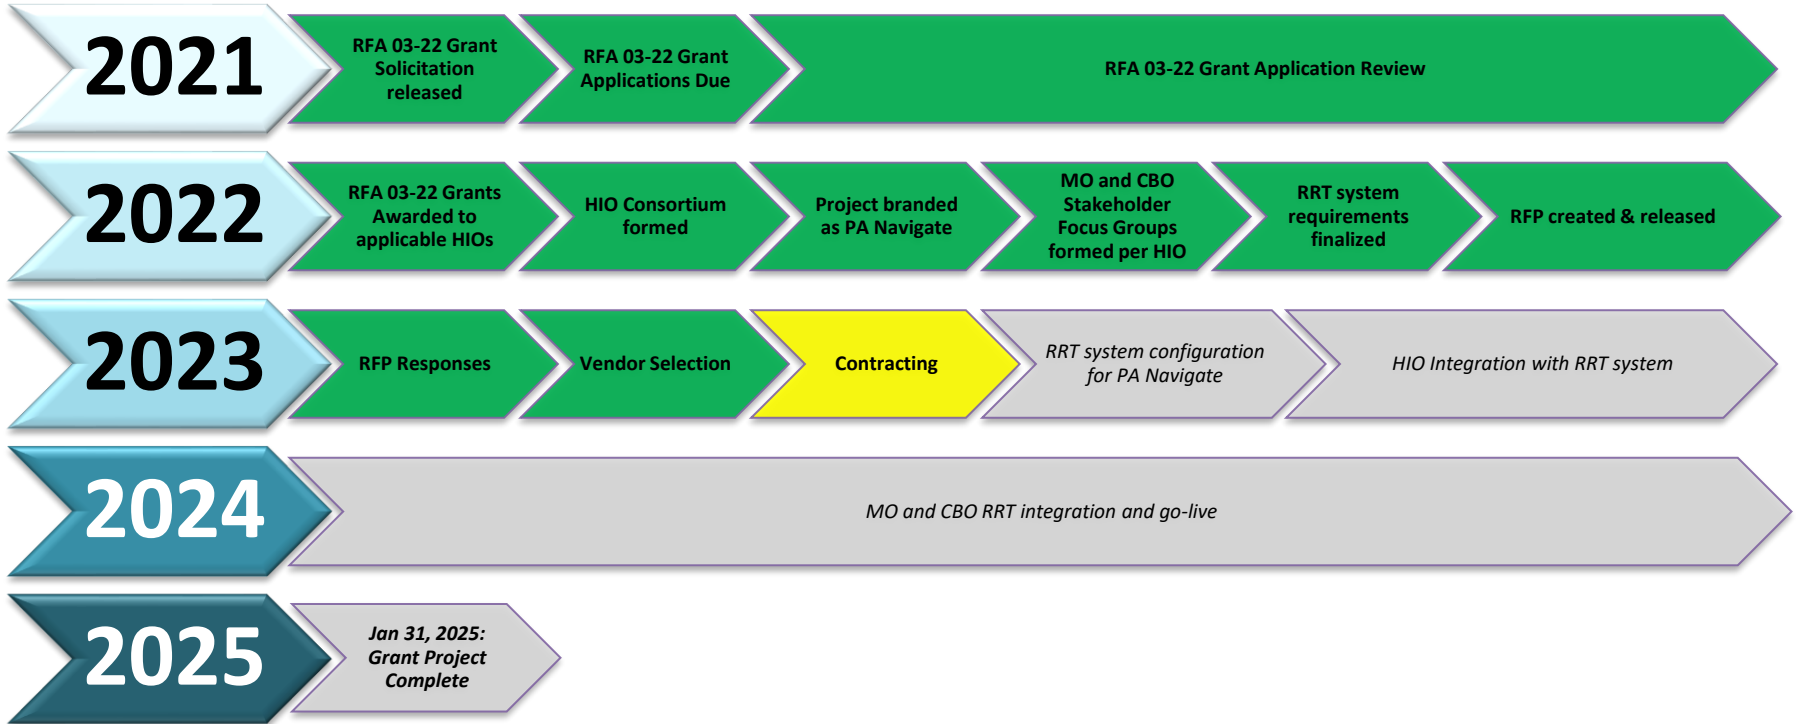 2021
RFA 03-22 Grant
Solicitation
released
RFA 03-22 Grant
Applications Due
RFA 03-22 Grant Application Review
2022
RFA 03-22 Grants
Awarded to
applicable HIOs
HIO Consortium
formed
Project branded
as PA Navigate
MO and CBO
Stakeholder
Focus Groups
formed per HIO
RRT system
requirements
finalized
RFP created & released
2023
RFP Responses
Vendor Selection
Contracting
RRT system configuration
for PA Navigate
HIO Integration with RRT system
2024
MO and CBO RRT integration and go-live
2025
Jan 31, 2025:
Grant Project
Complete